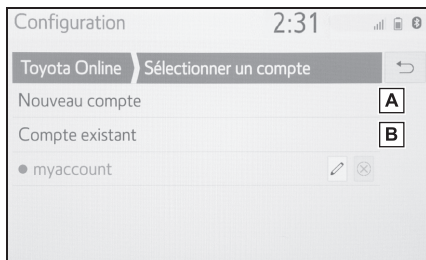 Configuration 2:31
Toyota Online Sélectionner un compte
Nouveau compte A
Compte existant B
● myaccount